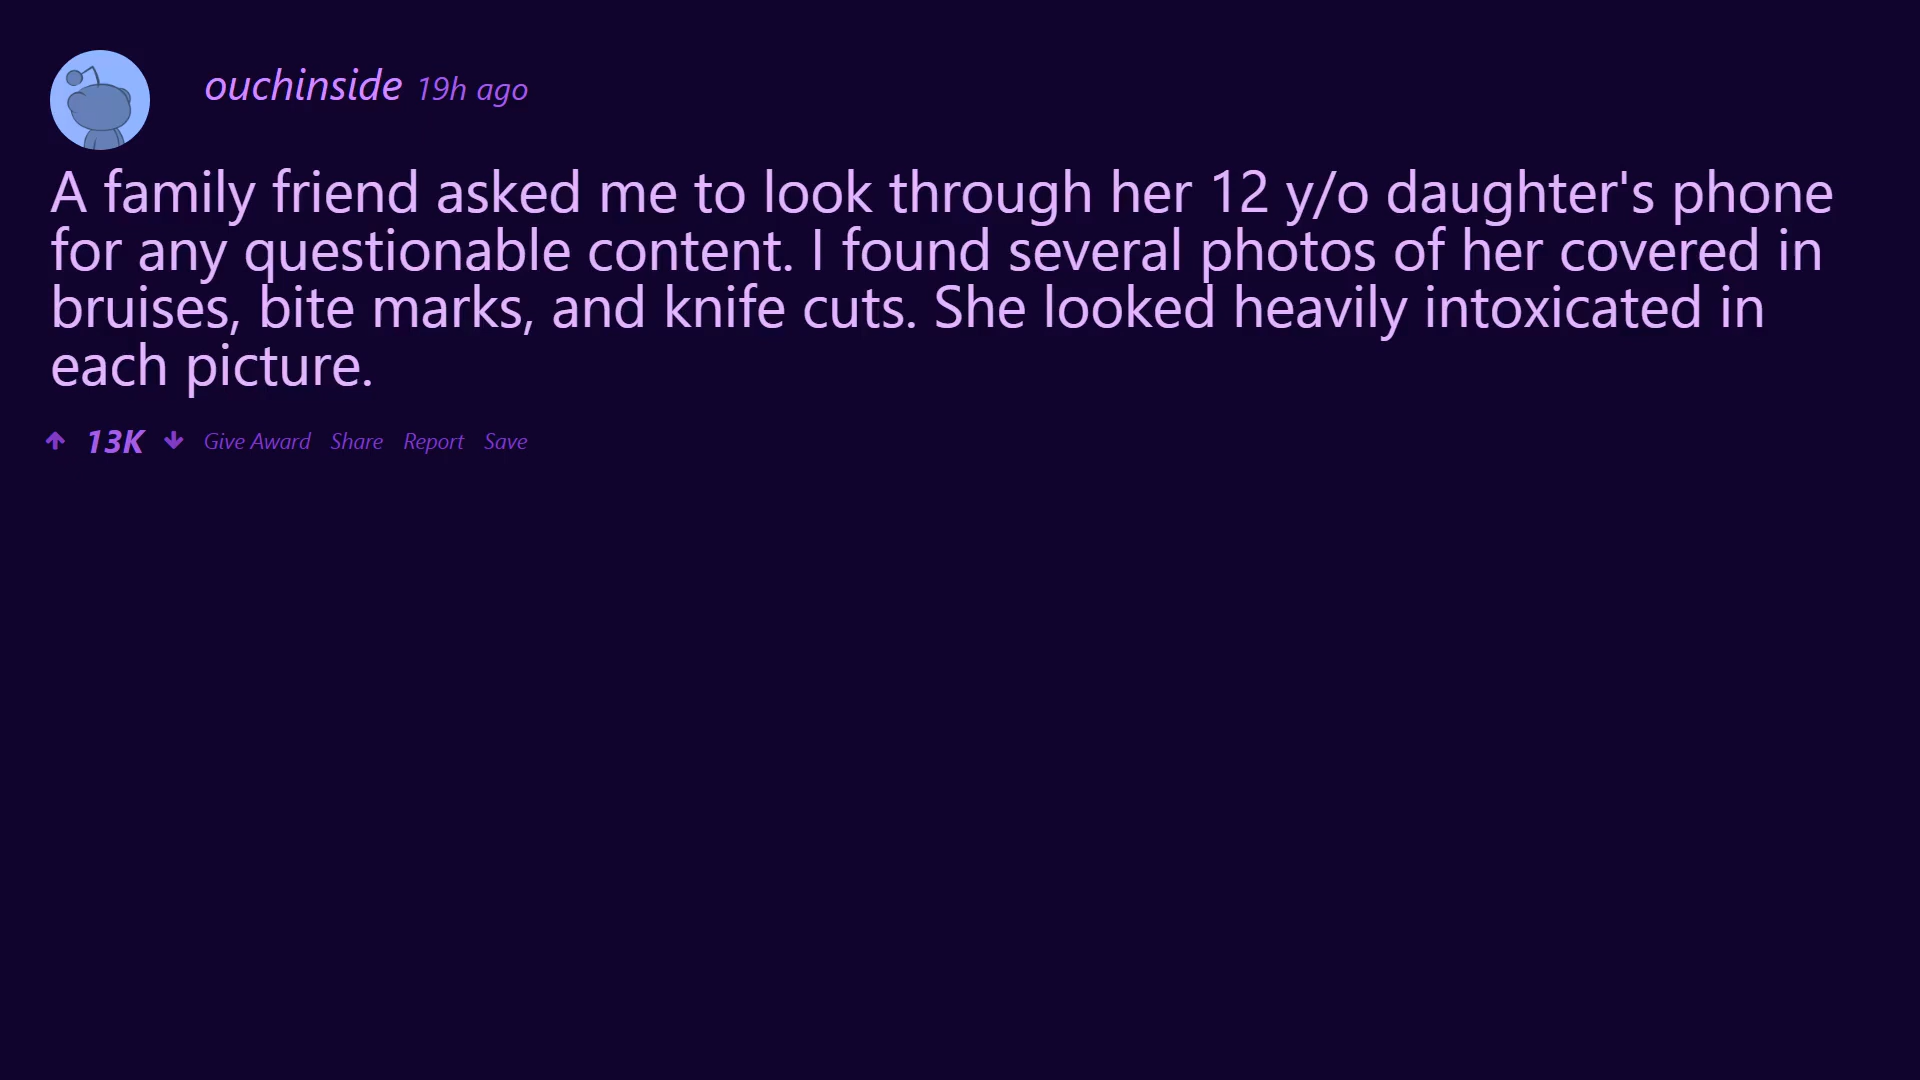 ouchinside 19h ago
A family friend asked me to look through her 12 y/o daughter's phone
for any questionable content. I found several photos of her covered in
bruises, bite marks, and knife cuts. She looked heavily intoxicated in
each picture.
13K Give Award Share Report Save